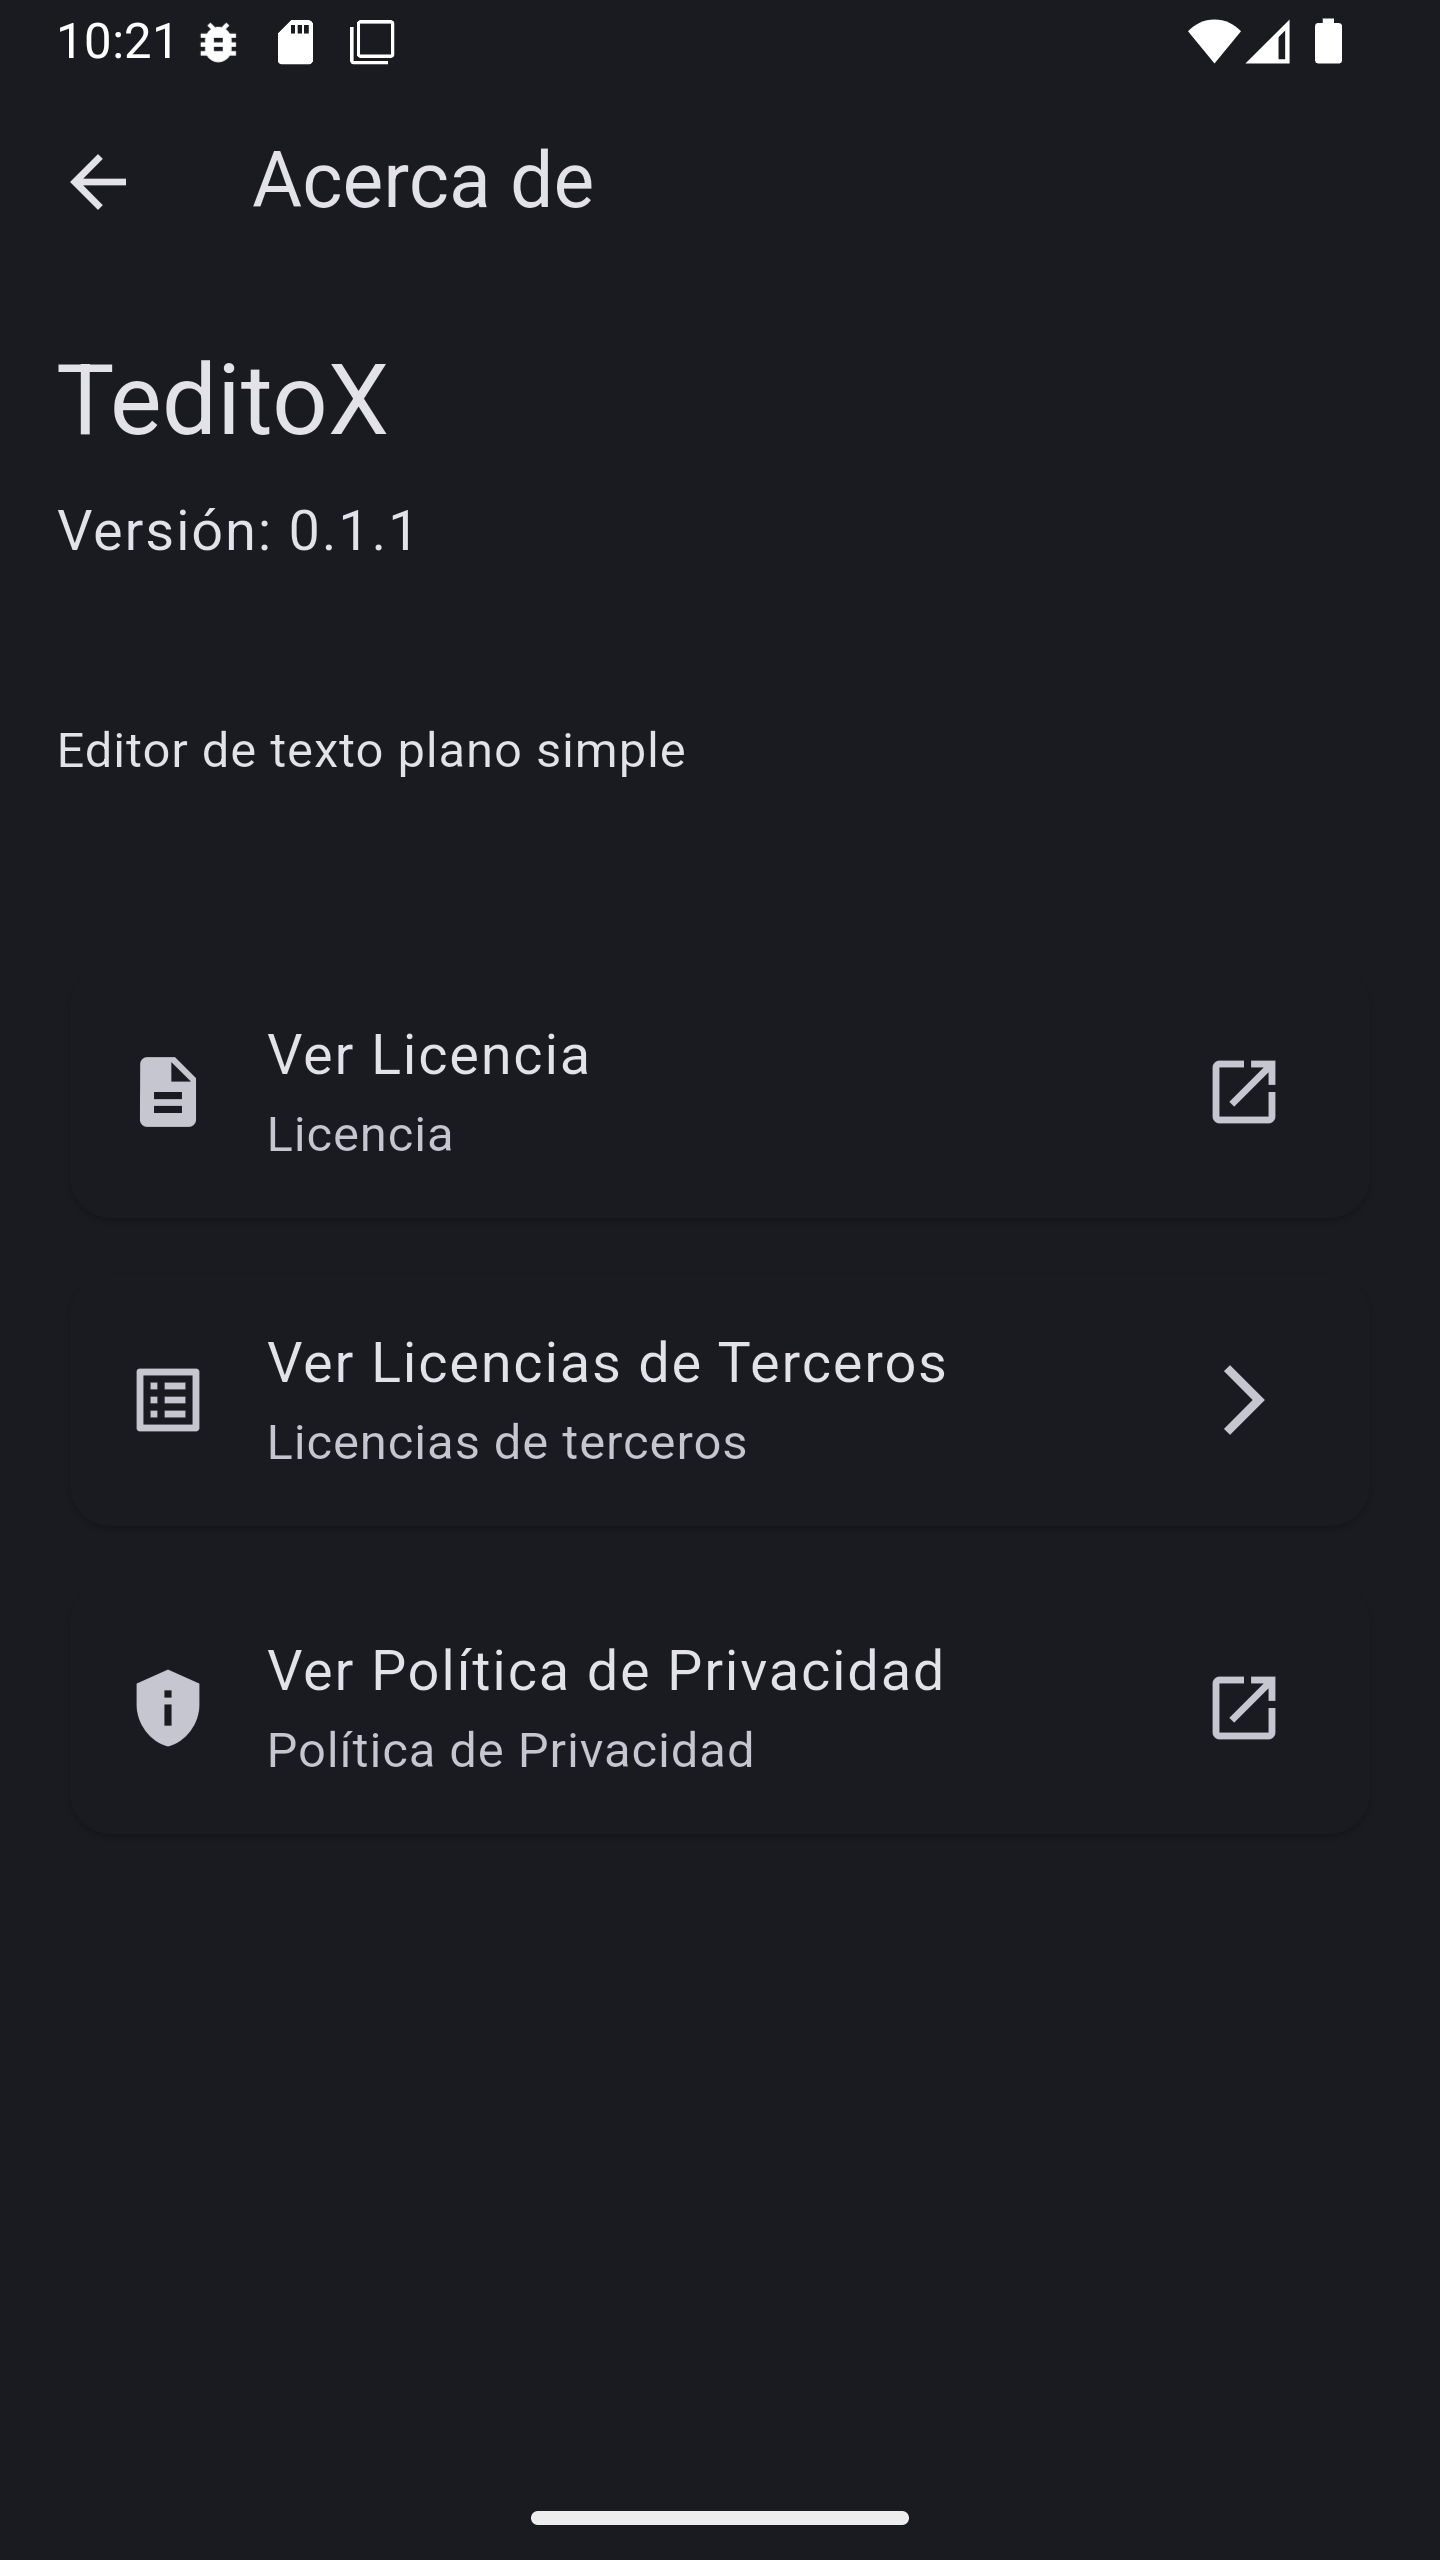 10:21
Acerca de
TeditoX
Versión: 0.1.1
Editor de texto plano simple
Ver Licencia
Licencia
Ver Licencias de Terceros
Licencias de terceros
Ver Política de Privacidad
Política de Privacidad